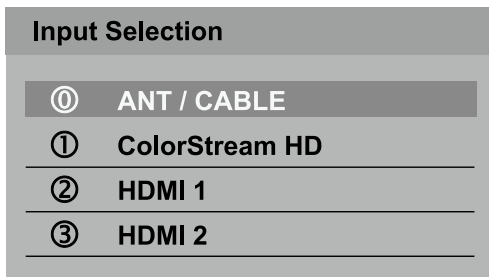 Input Selection
⓪ ANT / CABLE
① ColorStream HD
② HDMI 1
③ HDMI 2